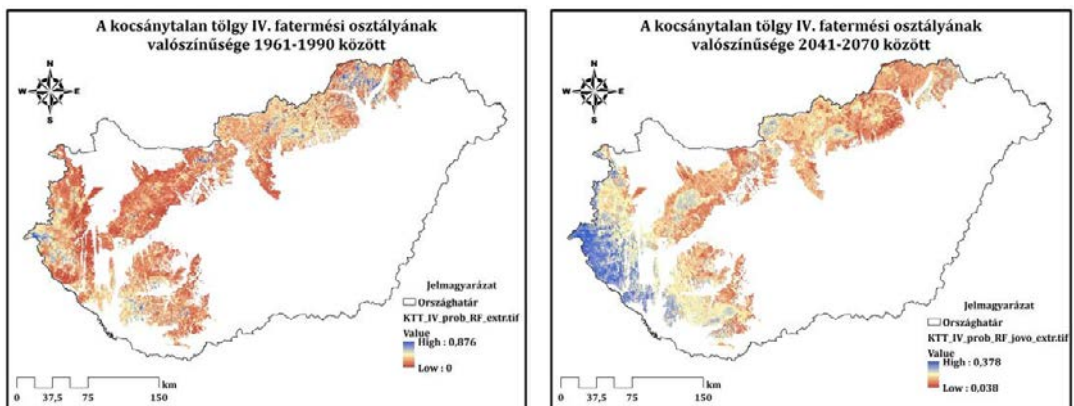 A kocsánytalan tölgy IV. fatermési osztályának
valószínűsége 1961-1990 között
N
W E
S
Jelmagyarázat
Országhatár
KTT_IV_prob_RF_extr.tif
Value
High : 0,876
Low : 0
km
0 37,5 75 150
A kocsánytalan tölgy IV. fatermési osztályának
valószínűsége 2041-2070 között
N
W E
S
Jelmagyarázat
Országhatár
KTT_IV_prob_RF_jovo_extr.tif
Value
High : 0,378
Low : 0,038
km
0 37,5 75 150